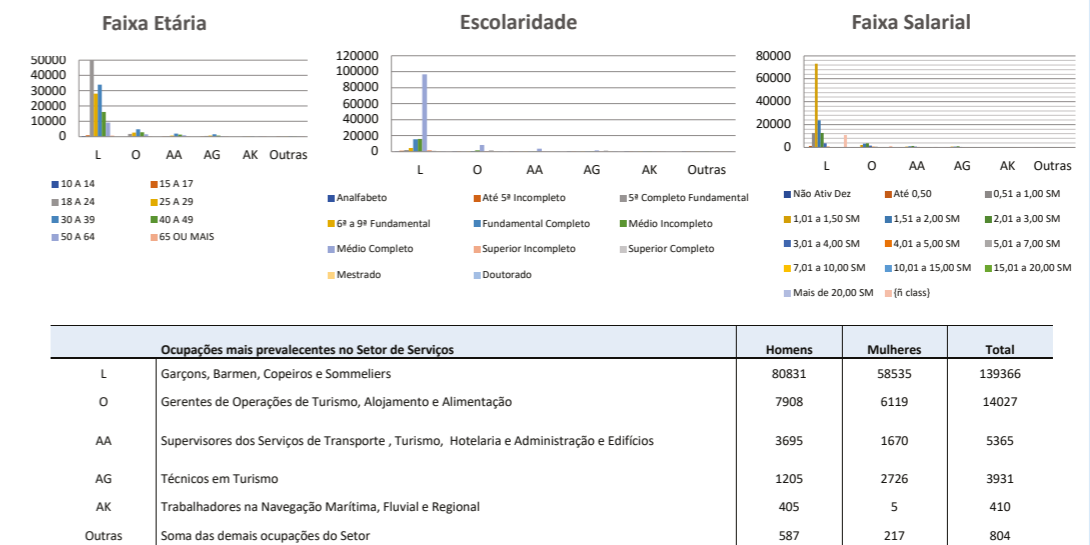 Faixa Etária
50000
40000
30000
20000
10000
0
L O AA AG AK Outras
10 A 14 15 A 17
18 A 24 25 A 29
30 A 39 40 A 49
50 A 64 65 OU MAIS
Escolaridade
120000
100000
80000
60000
40000
20000
0
L O AA AG AK Outras
Analfabeto Até 5ª Incompleto 5ª Completo Fundamental
6ª a 9ª Fundamental Fundamental Completo Médio Incompleto
Médio Completo Superior Incompleto Superior Completo
Mestrado Doutorado
Faixa Salarial
80000
60000
40000
20000
0
L O AA AG AK Outras
Não Ativ Dez Até 0,50 0,51 a 1,00 SM
1,01 a 1,50 SM 1,51 a 2,00 SM 2,01 a 3,00 SM
3,01 a 4,00 SM 4,01 a 5,00 SM 5,01 a 7,00 SM
7,01 a 10,00 SM 10,01 a 15,00 SM 15,01 a 20,00 SM
Mais de 20,00 SM {ñ class}
Ocupações mais prevalecentes no Setor de Serviços Homens Mulheres Total
L Garçons, Barmen, Copeiros e Sommeliers 80831 58535 139366
O Gerentes de Operações de Turismo, Alojamento e Alimentação 7908 6119 14027
AA Supervisores dos Serviços de Transporte , Turismo, Hotelaria e Administração e Edifícios 3695 1670 5365
AG Técnicos em Turismo 1205 2726 3931
AK Trabalhadores na Navegação Marítima, Fluvial e Regional 405 5 410
Outras Soma das demais ocupações do Setor 587 217 804